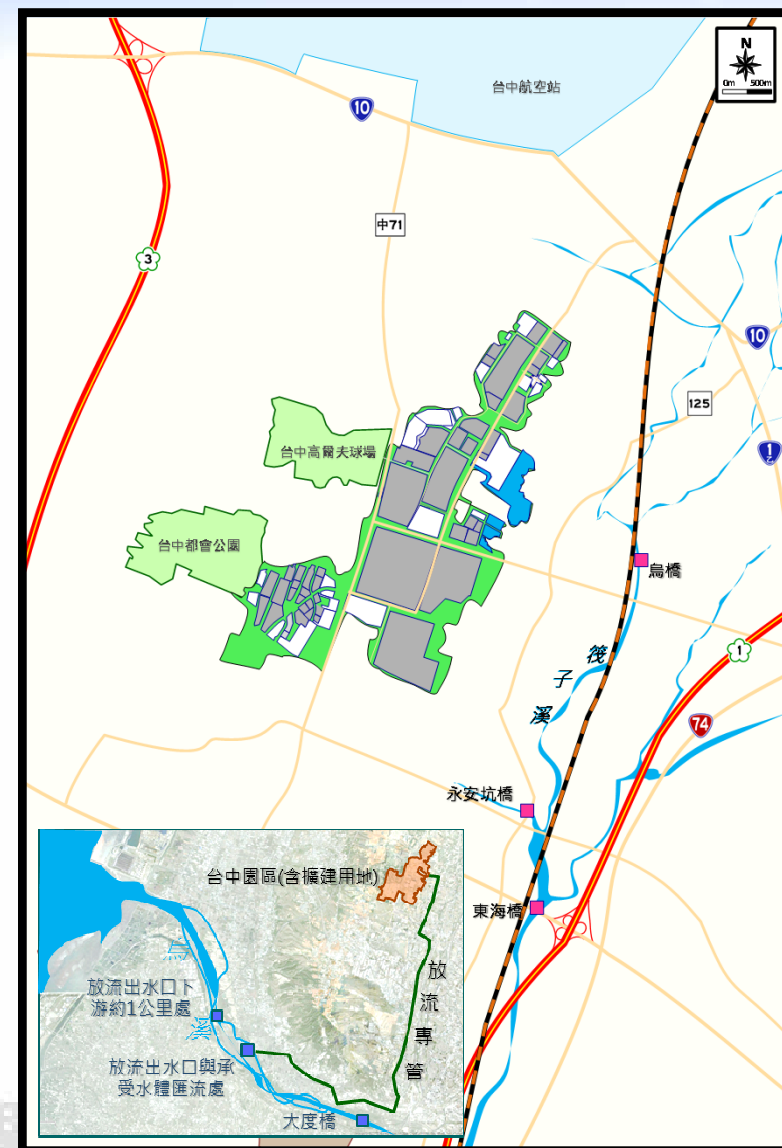 N
0m 500m
台中航空站
10
中71
3
10
125
1
乙
台中高爾夫球場
台中都會公園
烏橋
筏
子
溪
1
74
永安坑橋
東海橋
台中園區(含擴建用地)
烏
溪
放流出水口下
游約1公里處
放流出水口與承
受水體匯流處
大度橋
放
流
專
管